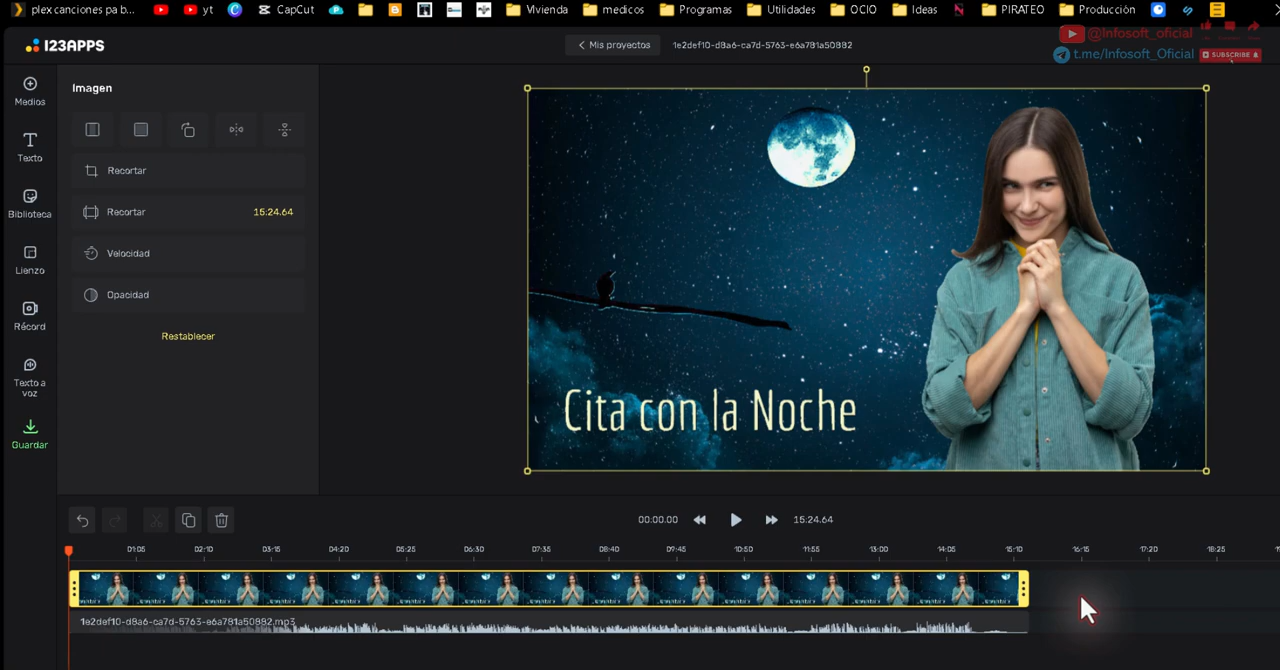 plex canciones pa b...
yt
CapCut
VIvienda
medicos
Programas
Utilidades
OCIO
Ideas
PIRATEO
Producción
123APPS
Mis proyectos
1e2def10-d8a6-ca7d-5763-e6a781a50882
@Infosoft_oficial
t.me/Infosoft_Oficial
SUBSCRIBE
Medios
Texto
Biblioteca
Lienzo
Récord
Texto a
voz
Guardar
Imagen
Recortar
Recortar 15:24.64
Velocidad
Opacidad
Restablecer
Cita con la Noche
00:00.00
15:24.64
01:05 02:10 03:15 04:20 05:25 06:30 07:35 08:40 09:45 10:50 11:55 13:00 14:05 15:10 16:15 17:20 18:25
1e2def10-d8a6-ca7d-5763-e6a781a50882.mp3